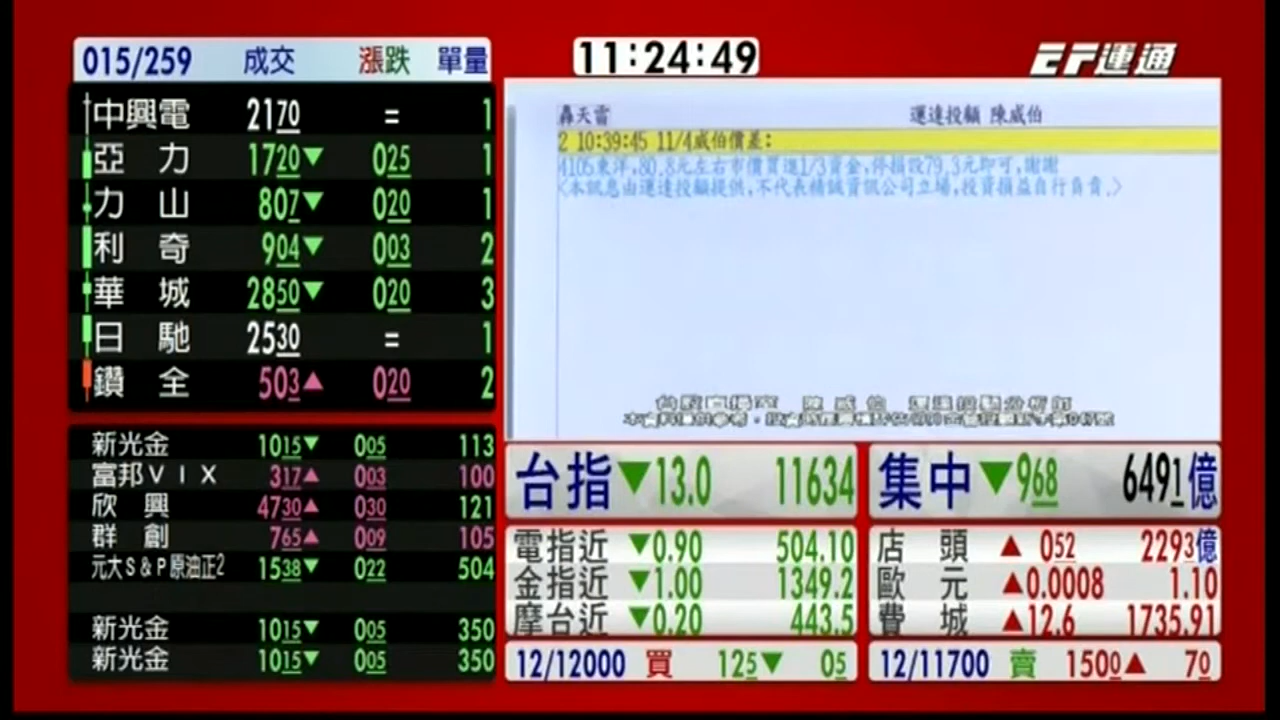 015/259 成交 漲跌 單量
中興電 2170 = 1
亞力 1720▼ 025 1
力山 807▼ 020 1
利奇 904▼ 003 2
華城 2850▼ 020 3
日馳 2530 = 1
鑽全 503▲ 020 2
新光金 1015▼ 005 113
富邦VIX 317▲ 003 100
欣興 4730▲ 030 121
群創 765▲ 009 105
元大S&P原油正2 1538▼ 022 504
新光金 1015▼ 005 350
新光金 1015▼ 005 350
11:24:49
運通
轟天雷 運達投顧 陳威伯
2 10:39:45 11/4威伯價差:
4105東洋,80.8元左右市價買進1/3資金,停損設79.3元即可,謝謝
<本訊息由運達投顧提供,不代表精誠資訊公司立場,投資損益自行負責.>
陳威伯 運達投顧分析師
台指▼13.0 11634
電指近 ▼0.90 504.10
金指近 ▼1.00 1349.2
摩台近 ▼0.20 443.5
12/12000 買 125▼ 05
集中▼968 6491億
店頭 ▲ 052 2293億
歐元 ▲0.0008 1.10
費城 ▲12.6 1735.91
12/11700 賣 1500▲ 70